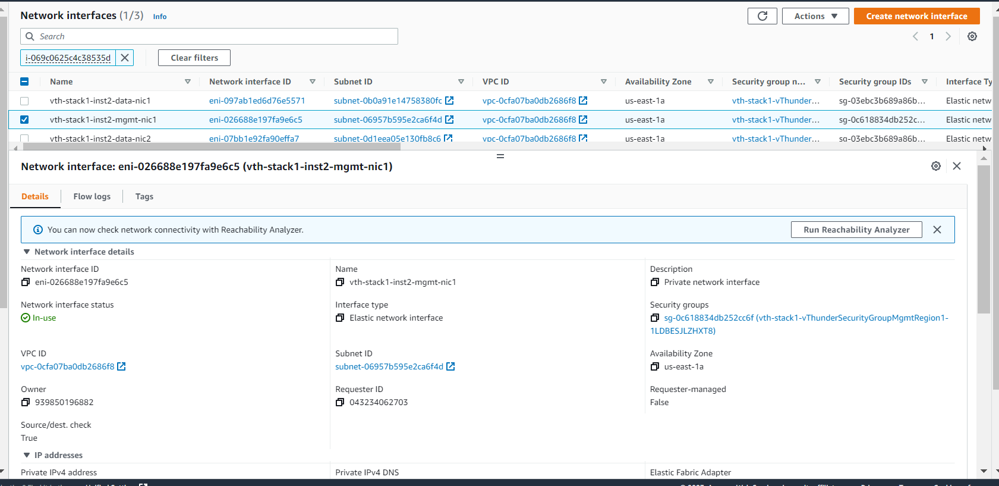 Network interfaces (1/3) Info
Actions
Create network interface
Search
1
i-069c0625c4c38535d
Clear filters
Name Network interface ID Subnet ID VPC ID Availability Zone Security group n... Security group IDs Interface Ty
vth-stack1-inst2-data-nic1 eni-097ab1ed6d76e5571 subnet-0b0a91e14758380fc vpc-0cfa07ba0db2686f8 us-east-1a vth-stack1-vThunder... sg-03ebc3b689a86b... Elastic netw
vth-stack1-inst2-mgmt-nic1 eni-026688e197fa9e6c5 subnet-06957b595e2ca6f4d vpc-0cfa07ba0db2686f8 us-east-1a vth-stack1-vThunder... sg-0c618834db252c... Elastic netw
vth-stack1-inst2-data-nic2 eni-07bb1e92fa90effa7 subnet-0d1eea05e130fb8c6 vpc-0cfa07ba0db2686f8 us-east-1a vth-stack1-vThunder... sg-03ebc3b689a86b... Elastic netw
Network interface: eni-026688e197fa9e6c5 (vth-stack1-inst2-mgmt-nic1)
Details Flow logs Tags
You can now check network connectivity with Reachability Analyzer.
Run Reachability Analyzer
Network interface details
Network interface ID
eni-026688e197fa9e6c5
Name
vth-stack1-inst2-mgmt-nic1
Description
Private network interface
Network interface status
In-use
Interface type
Elastic network interface
Security groups
sg-0c618834db252cc6f (vth-stack1-vThunderSecurityGroupMgmtRegion1-
1LDBESJLZHXT8)
VPC ID
vpc-0cfa07ba0db2686f8
Subnet ID
subnet-06957b595e2ca6f4d
Availability Zone
us-east-1a
Owner
939850196882
Requester ID
043234062703
Requester-managed
False
Source/dest. check
True
IP addresses
Private IPv4 address
Private IPv4 DNS
Elastic Fabric Adapter